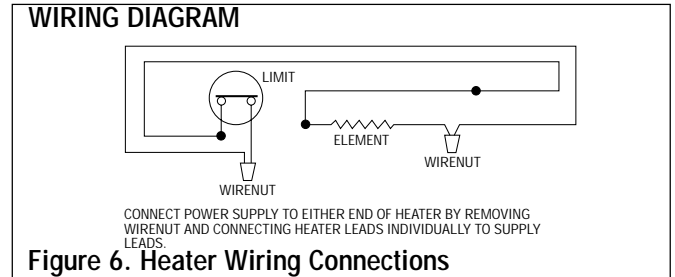 WIRING DIAGRAM
LIMIT
ELEMENT
WIRENUT
WIRENUT
CONNECT POWER SUPPLY TO EITHER END OF HEATER BY REMOVING
WIRENUT AND CONNECTING HEATER LEADS INDIVIDUALLY TO SUPPLY
LEADS.
Figure 6. Heater Wiring Connections